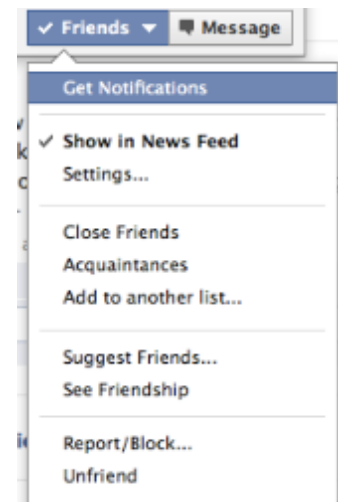 ✓ Friends ▼ Message
Get Notifications
✓ Show in News Feed
Settings...
Close Friends
Acquaintances
Add to another list...
Suggest Friends...
See Friendship
Report/Block...
Unfriend